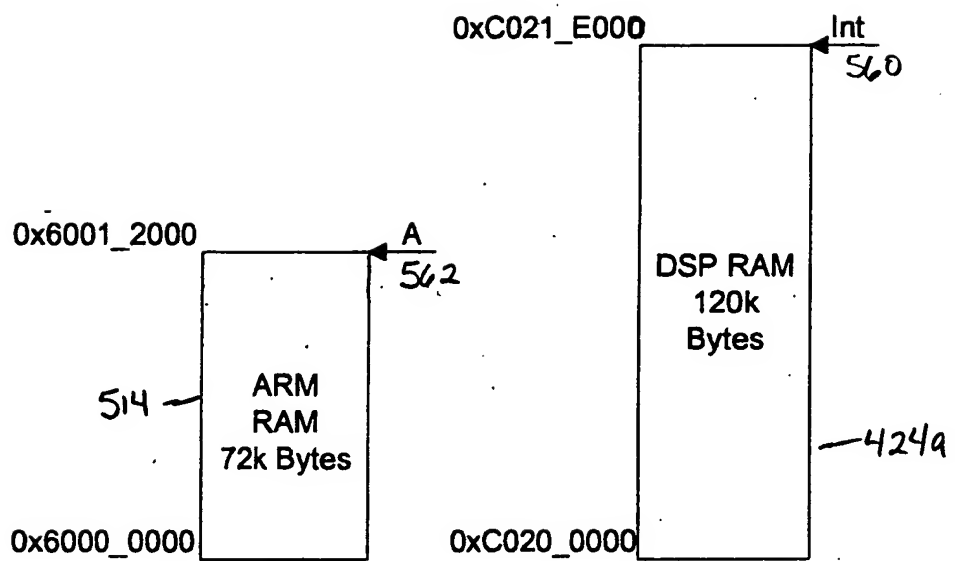 0xC021_E000
Int
560
0x6001_2000
A
562
DSP RAM
120k
Bytes
514
ARM
RAM
72k Bytes
424a
0x6000_0000
0xC020_0000